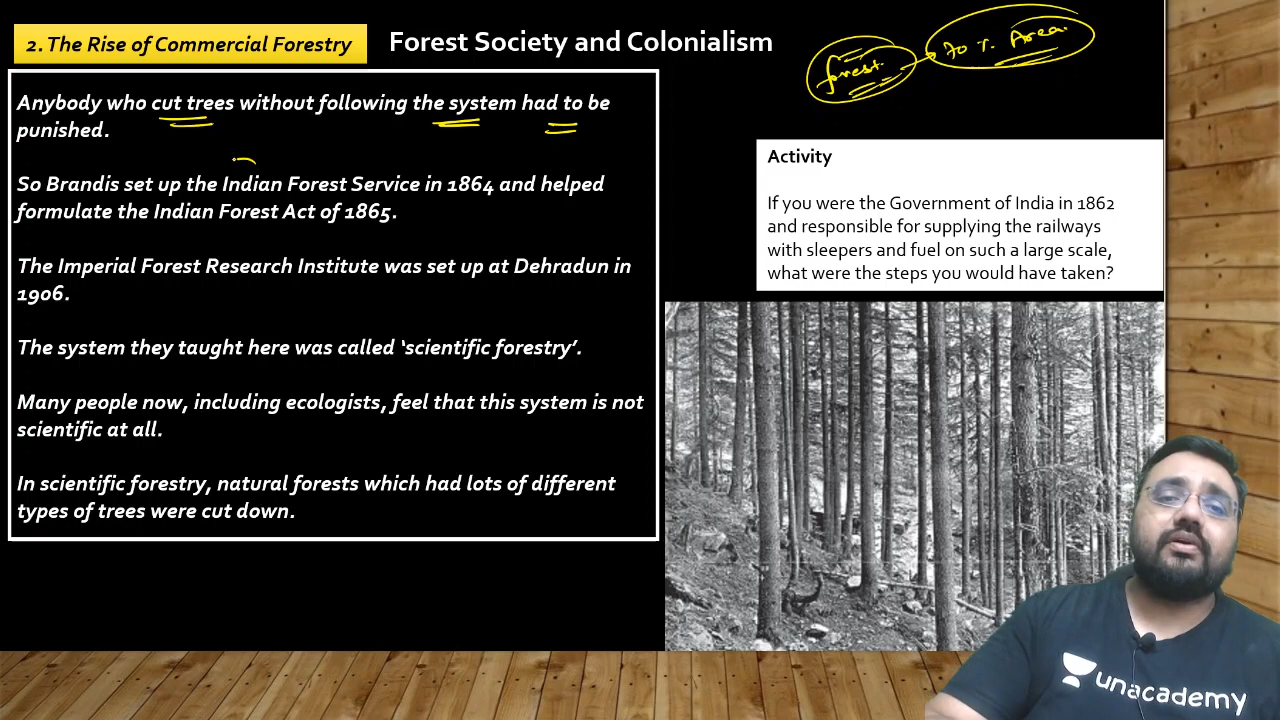 2. The Rise of Commercial Forestry
Forest Society and Colonialism
forest. → 70 %. Area
Anybody who cut trees without following the system had to be
punished.
So Brandis set up the Indian Forest Service in 1864 and helped
formulate the Indian Forest Act of 1865.
The Imperial Forest Research Institute was set up at Dehradun in
1906.
The system they taught here was called ‘scientific forestry’.
Many people now, including ecologists, feel that this system is not
scientific at all.
In scientific forestry, natural forests which had lots of different
types of trees were cut down.
Activity
If you were the Government of India in 1862
and responsible for supplying the railways
with sleepers and fuel on such a large scale,
what were the steps you would have taken?
unacademy